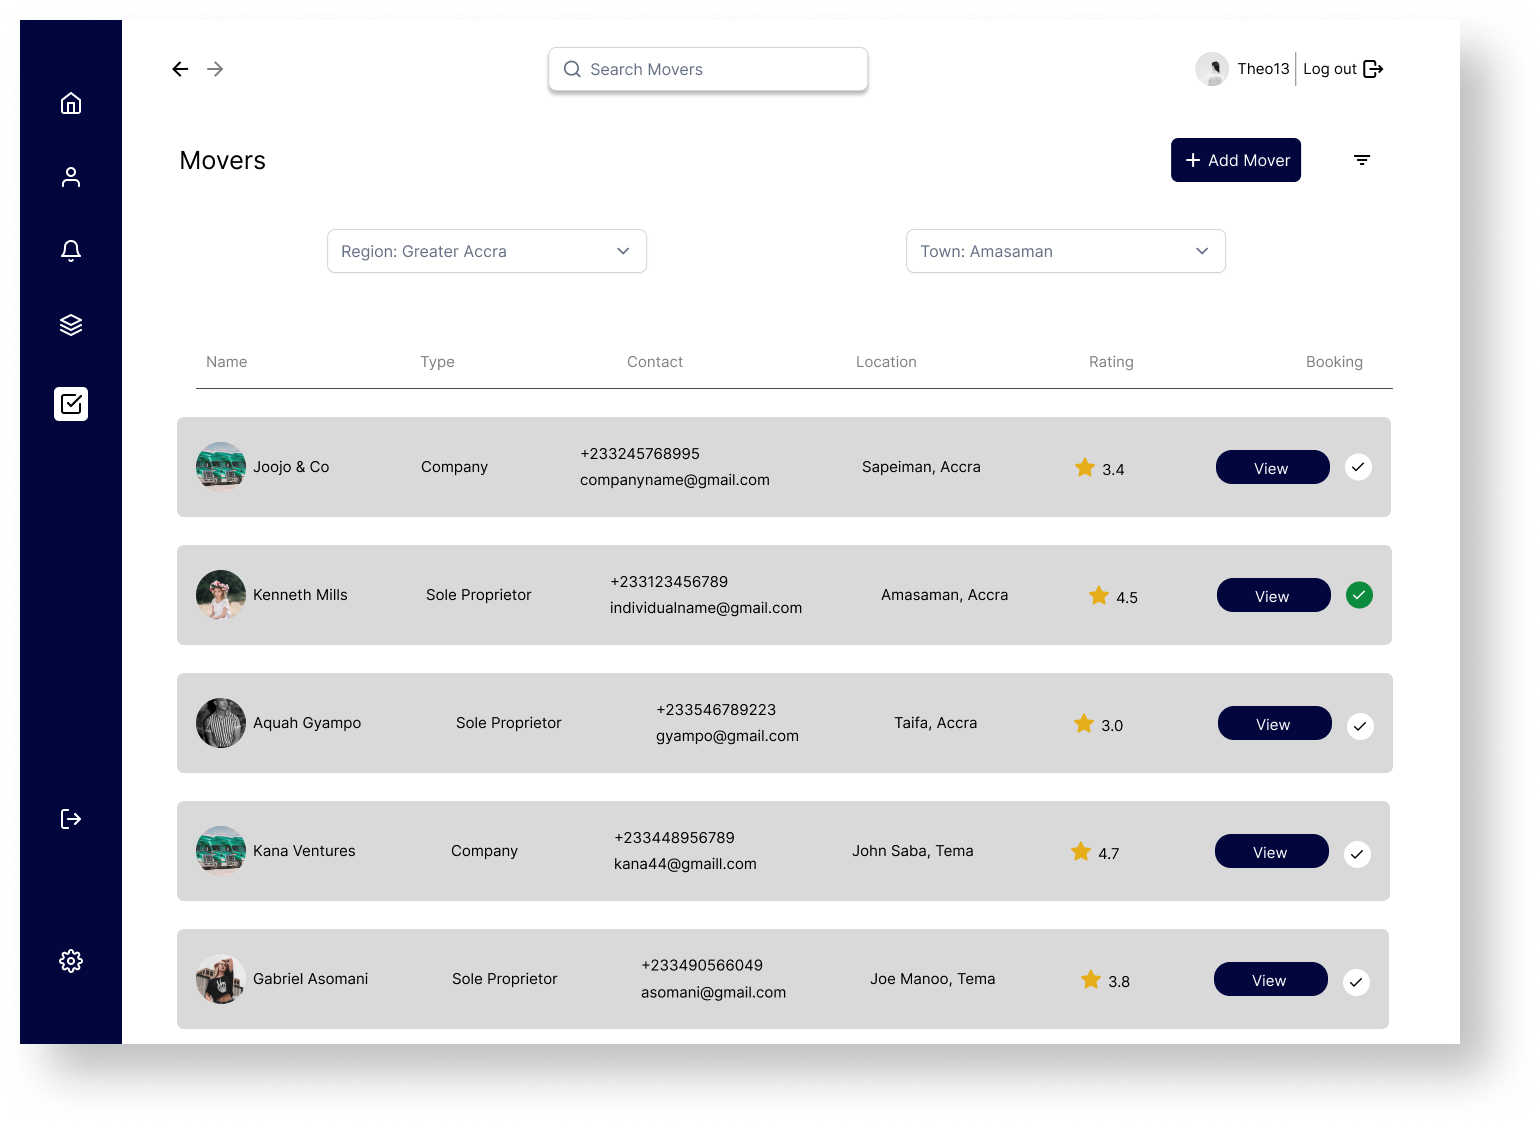 Search Movers
Theo13
Log out
Movers
+ Add Mover
Region: Greater Accra
Town: Amasaman
Name Type Contact Location Rating Booking
Joojo & Co
Company
+233245768995
companyname@gmail.com
Sapeiman, Accra
3.4
View
Kenneth Mills
Sole Proprietor
+233123456789
individualname@gmail.com
Amasaman, Accra
4.5
View
Aquah Gyampo
Sole Proprietor
+233546789223
gyampo@gmail.com
Taifa, Accra
3.0
View
Kana Ventures
Company
+233448956789
kana44@gmaill.com
John Saba, Tema
4.7
View
Gabriel Asomani
Sole Proprietor
+233490566049
asomani@gmail.com
Joe Manoo, Tema
3.8
View